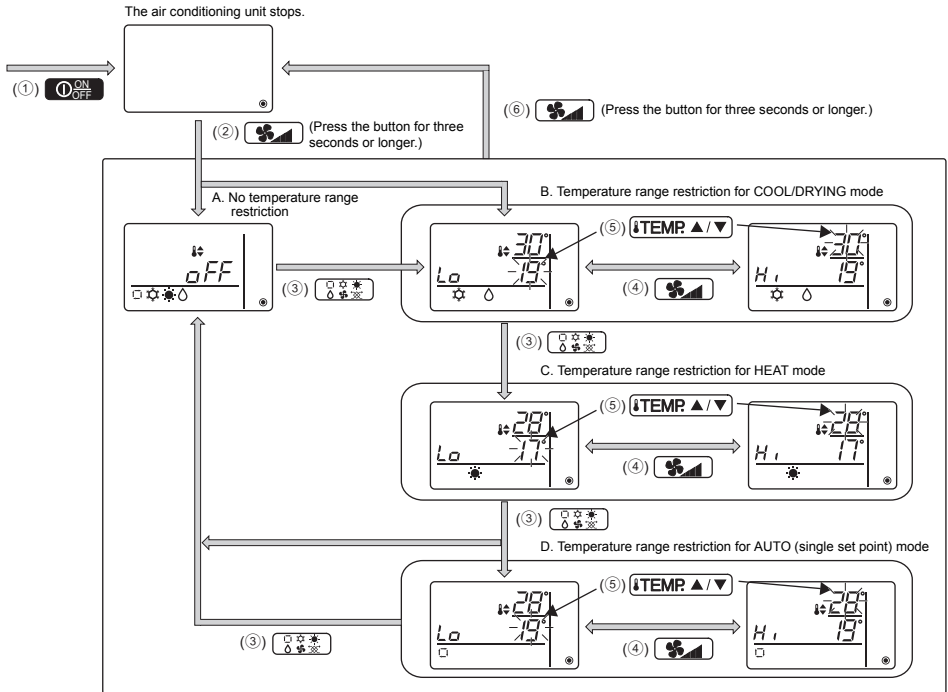 The air conditioning unit stops.
(①) ON
OFF
(②) (Press the button for three
seconds or longer.)
(⑥) (Press the button for three seconds or longer.)
A. No temperature range
restriction
oFF
(③)
B. Temperature range restriction for COOL/DRYING mode
30°
Lo 19°
(⑤) TEMP. ▲/▼
(④)
30°
Hi 19°
(③)
C. Temperature range restriction for HEAT mode
28°
Lo 17°
(⑤) TEMP. ▲/▼
(④)
28°
Hi 17°
(③)
D. Temperature range restriction for AUTO (single set point) mode
28°
Lo 19°
(⑤) TEMP. ▲/▼
(④)
28°
Hi 19°
(③)